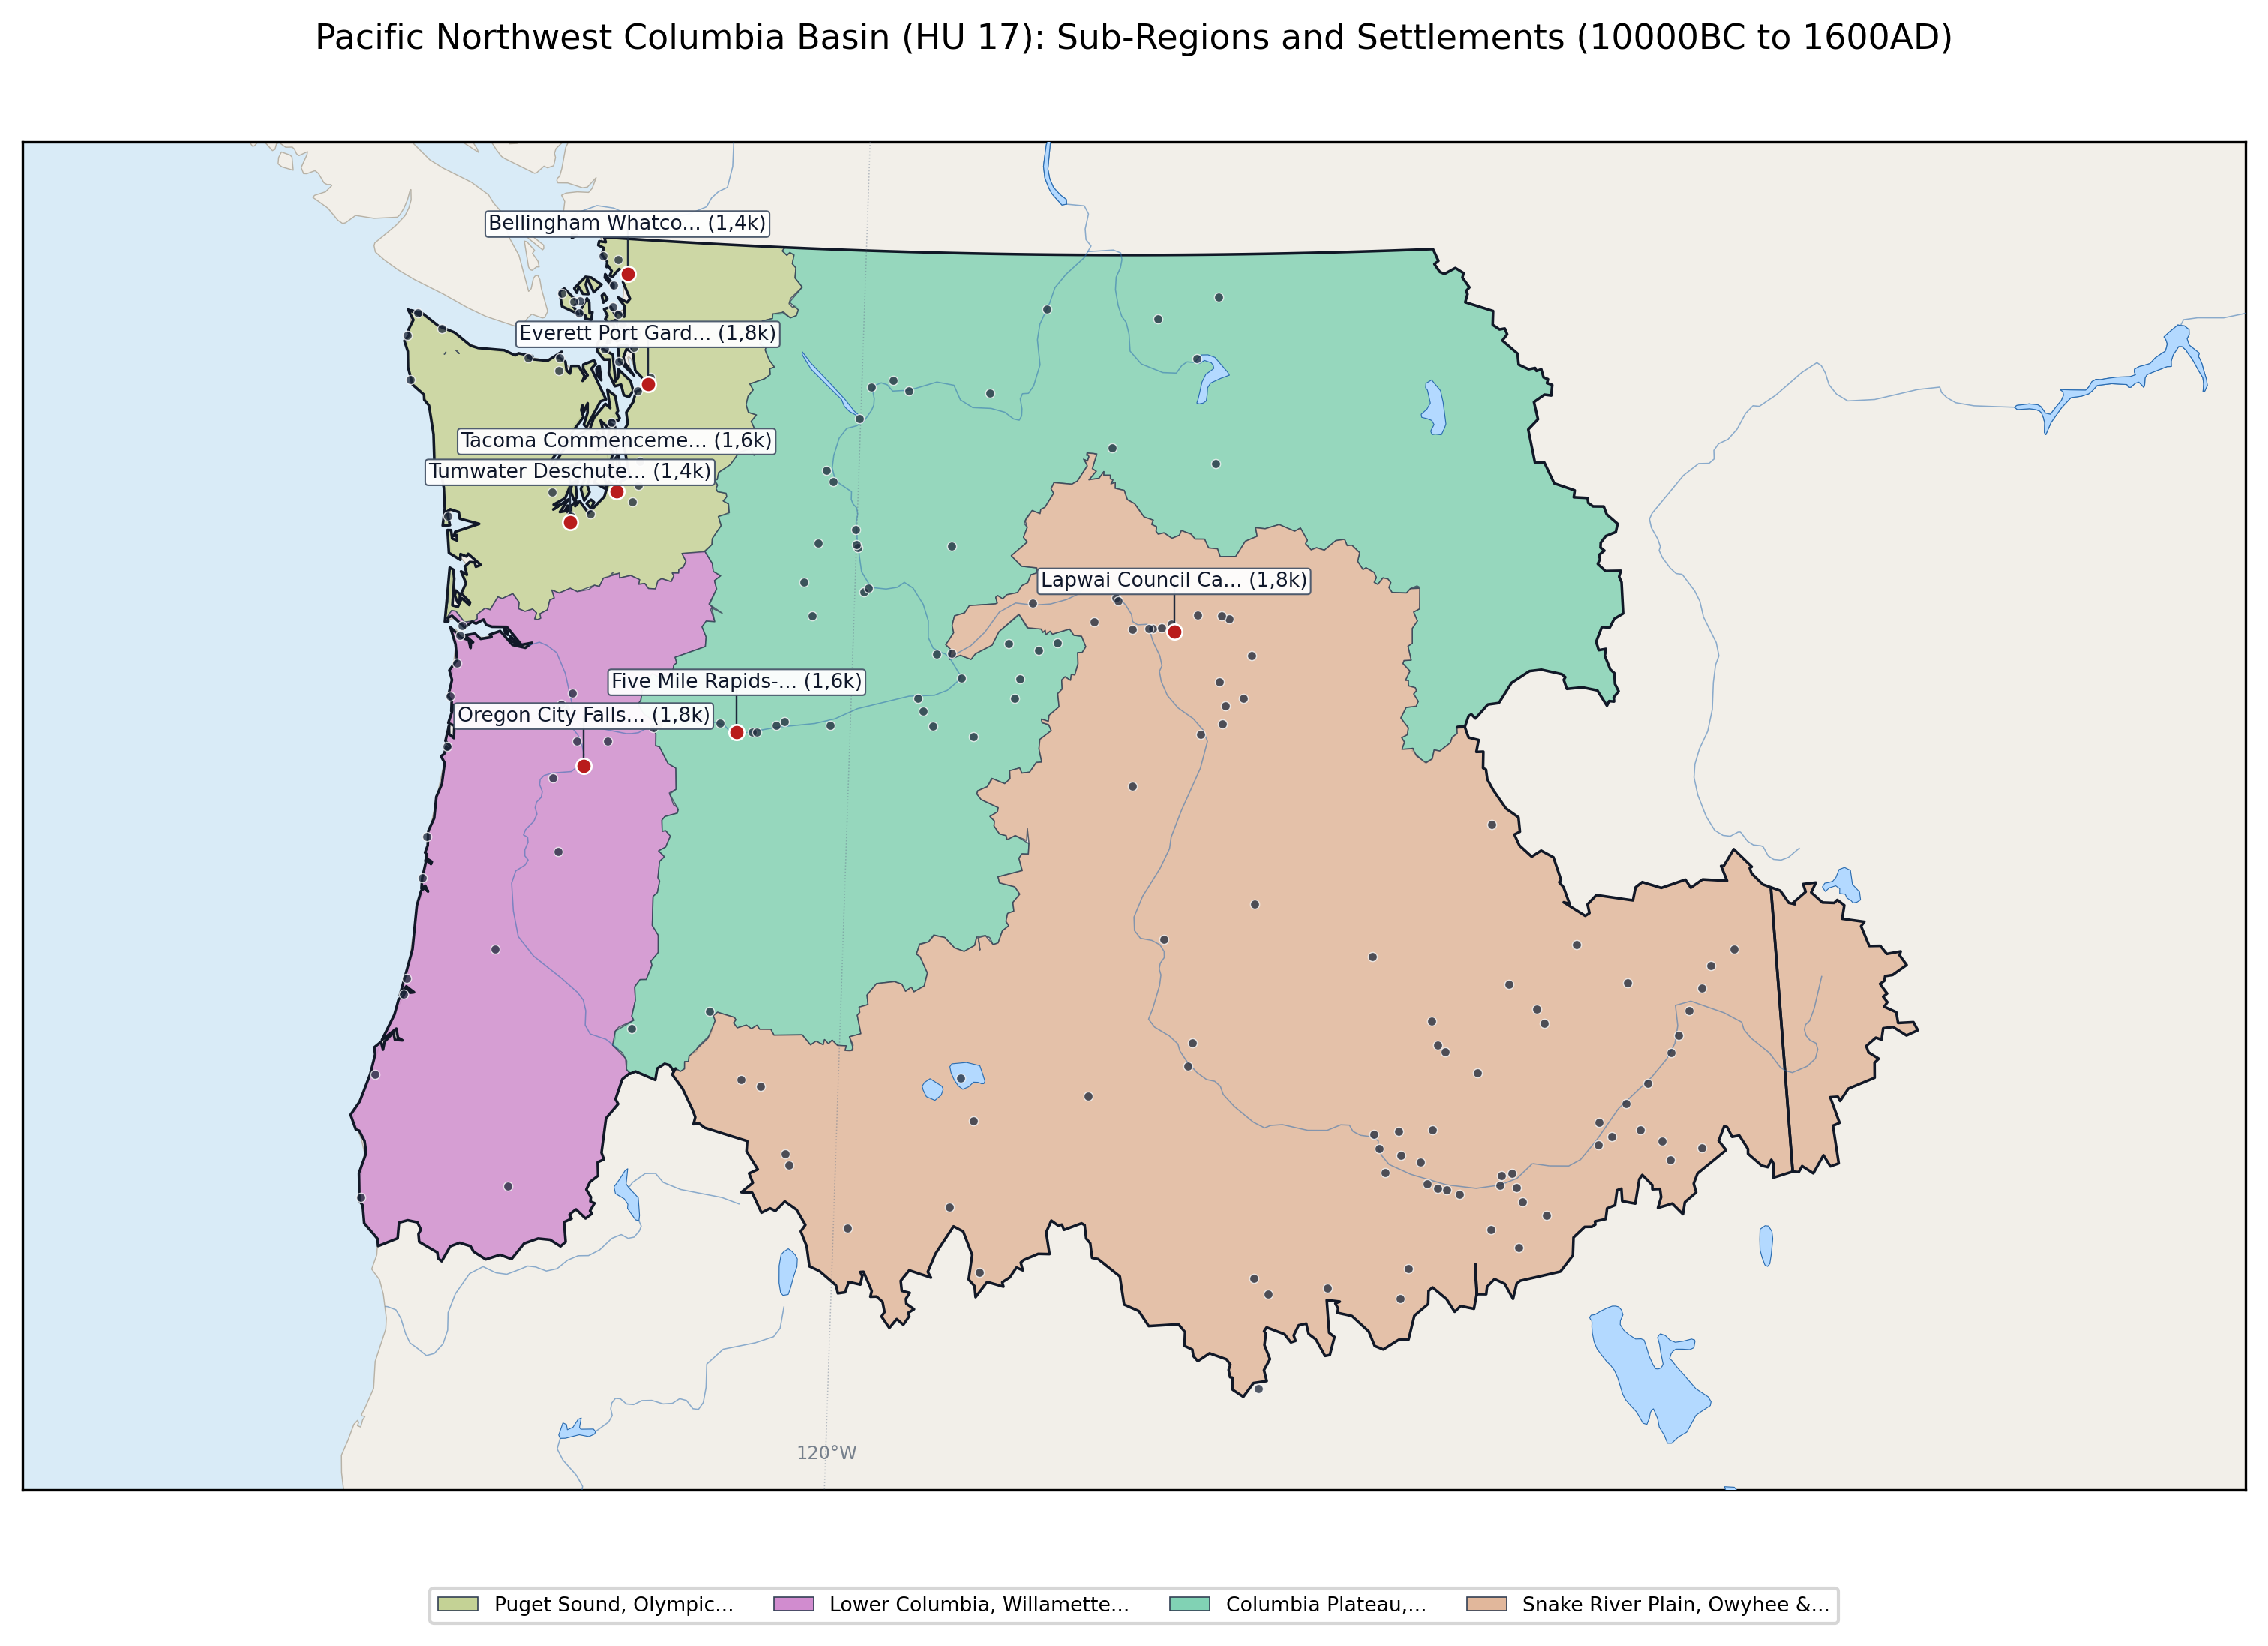 Pacific Northwest Columbia Basin (HU 17): Sub-Regions and Settlements (10000BC to 1600AD)
Bellingham Whatco... (1,4k)
Everett Port Gard... (1,8k)
Tacoma Commenceme... (1,6k)
Tumwater Deschute... (1,4k)
Lapwai Council Ca... (1,8k)
Five Mile Rapids-... (1,6k)
Oregon City Falls... (1,8k)
120°W
Puget Sound, Olympic...
Lower Columbia, Willamette...
Columbia Plateau,...
Snake River Plain, Owyhee &...